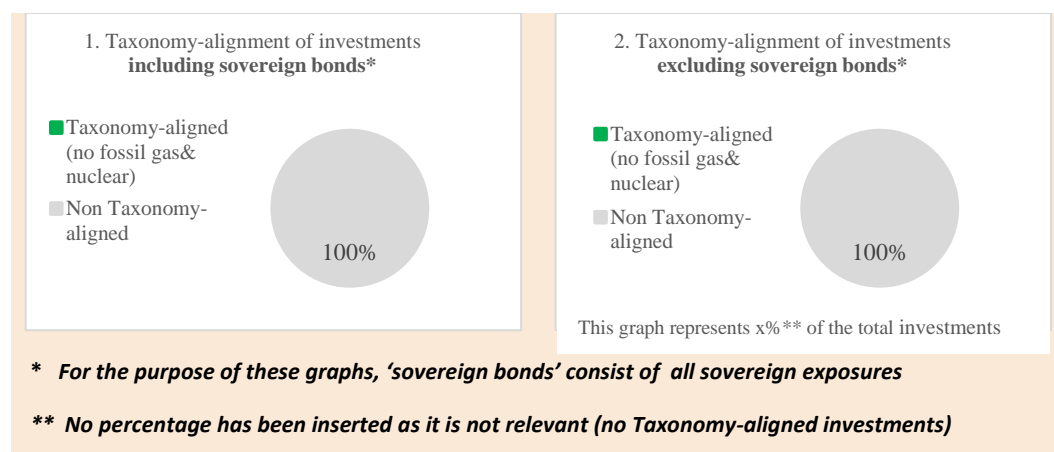 1. Taxonomy-alignment of investments
including sovereign bonds*
Taxonomy-aligned
(no fossil gas&
nuclear)
Non Taxonomy-
aligned
100%
2. Taxonomy-alignment of investments
excluding sovereign bonds*
Taxonomy-aligned
(no fossil gas&
nuclear)
Non Taxonomy-
aligned
100%
This graph represents x%** of the total investments
* For the purpose of these graphs, ‘sovereign bonds’ consist of all sovereign exposures
** No percentage has been inserted as it is not relevant (no Taxonomy-aligned investments)